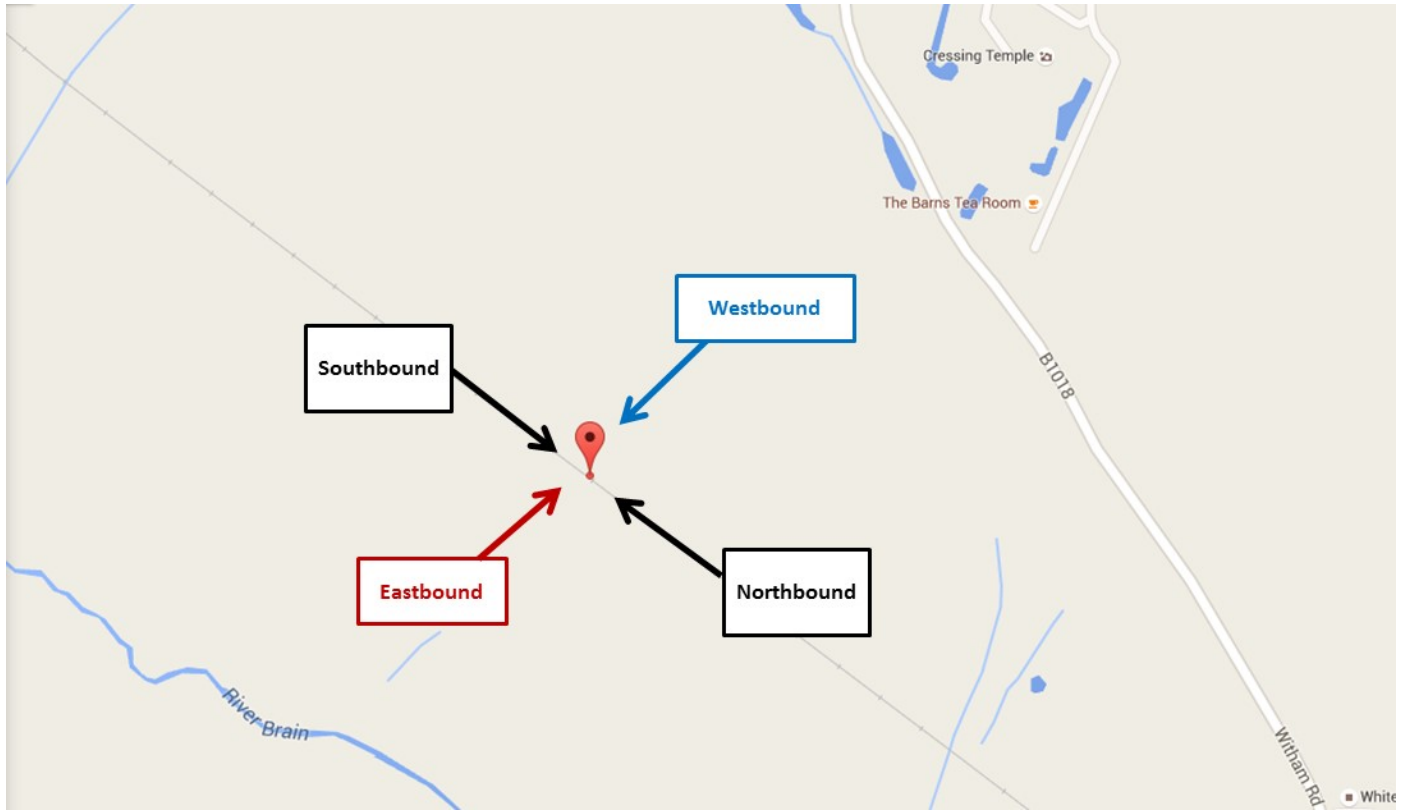 Cressing Temple
The Barns Tea Room
Westbound
Southbound
B1018
Eastbound
Northbound
River Brain
Witham Rd
White